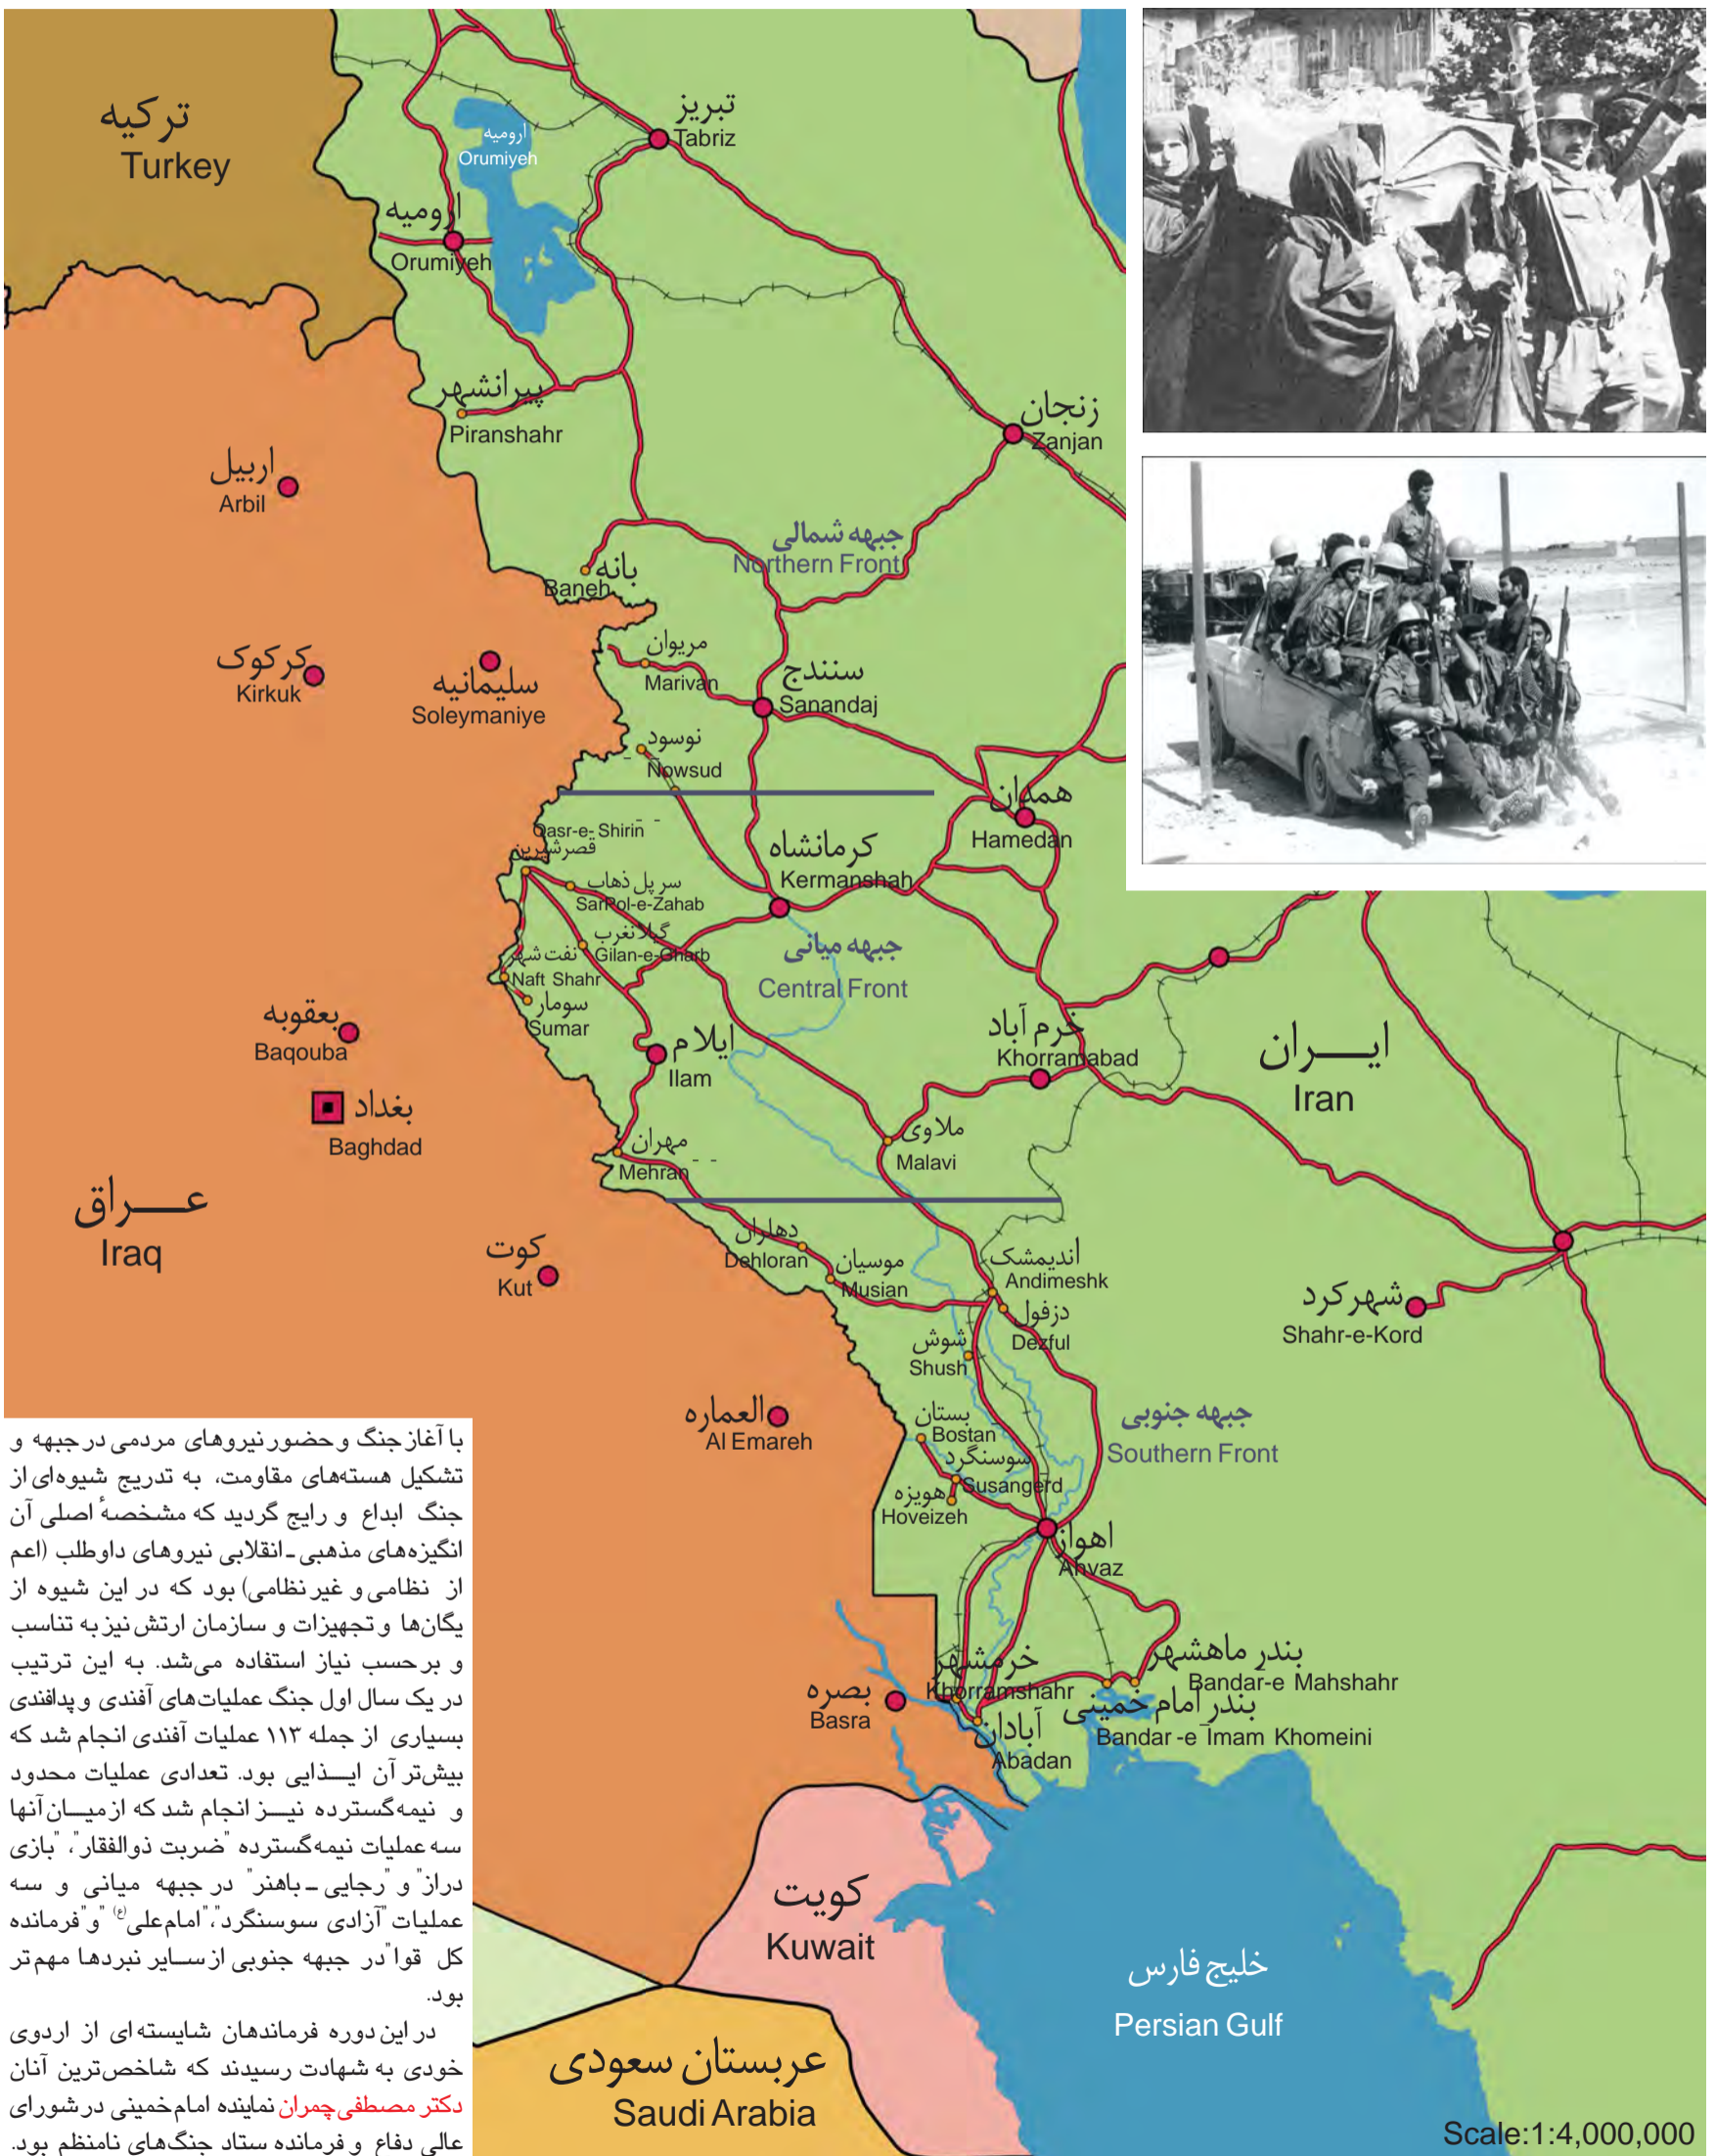 ترکیه
Turkey
تبریز
Tabriz
ارومیه
Orumiyeh
ارومیه
Orumiyeh
پیرانشهر
Piranshahr
زنجان
Zanjan
اربیل
Arbil
جبهه شمالی
Northern Front
بانه
Baneh
مریوان
Marivan
کرکوک
Kirkuk
سلیمانیه
Soleymaniye
سنندج
Sanandaj
نوسود
Nowsud
همدان
Hamedan
Qasr-e-Shirin
قصرشیرین
کرمانشاه
Kermanshah
سر پل ذهاب
SarPol-e-Zahab
گیلانغرب
Gilan-e-Gharb
نفت شهر
Naft Shahr
سومار
Sumar
جبهه میانی
Central Front
بعقوبه
Baqouba
ایلام
Ilam
خرم آباد
Khorramabad
ایـــران
Iran
بغداد
Baghdad
مهران
Mehran
ملاوی
Malavi
عـــراق
Iraq
کوت
Kut
دهلران
Dehloran
موسیان
Musian
اندیمشک
Andimeshk
دزفول
Dezful
شوش
Shush
شهرکرد
Shahr-e-Kord
العماره
Al Emareh
بستان
Bostan
سوسنگرد
Susangerd
هویزه
Hoveizeh
جبهه جنوبی
Southern Front
اهواز
Ahvaz
خرمشهر
Khorramshahr
بصره
Basra
بندر ماهشهر
Bandar-e Mahshahr
بندر امام خمینی
Bandar-e Imam Khomeini
آبادان
Abadan
کویت
Kuwait
خلیج فارس
Persian Gulf
عربستان سعودی
Saudi Arabia
Scale:1:4,000,000
با آغاز جنگ و حضور نیروهای مردمی در جبهه و
تشکیل هسته‌های مقاومت، به تدریج شیوه‌ای از
جنگ ابداع و رایج گردید که مشخصهٔ اصلی آن
انگیزه‌های مذهبی ـ انقلابی نیروهای داوطلب (اعم
از نظامی و غیر نظامی) بود که در این شیوه از
یگان‌ها و تجهیزات و سازمان ارتش نیز به تناسب
و برحسب نیاز استفاده می‌شد. به این ترتیب
در یک سال اول جنگ عملیات‌های آفندی و پدافندی
بسیاری از جمله ۱۱۳ عملیات آفندی انجام شد که
بیش‌تر آن ایـــذایی بود. تعدادی عملیات محدود
و نیمه گسترده نیـــز انجام شد که از میـــان آنها
سه عملیات نیمه گسترده "ضربت ذوالفقار"، "بازی
دراز" و "رجایی ـ باهنر" در جبهه میانی و سه
عملیات "آزادی سوسنگرد"، "امام علی(ع)" و "فرمانده
کل قوا" در جبهه جنوبی از ســایر نبردها مهم تر
بود.
در این دوره فرماندهان شایسته ای از اردوی
خودی به شهادت رسیدند که شاخص‌ترین آنان
دکتر مصطفی چمران نماینده امام خمینی در شورای
عالی دفاع و فرمانده ستاد جنگ‌های نامنظم بود.